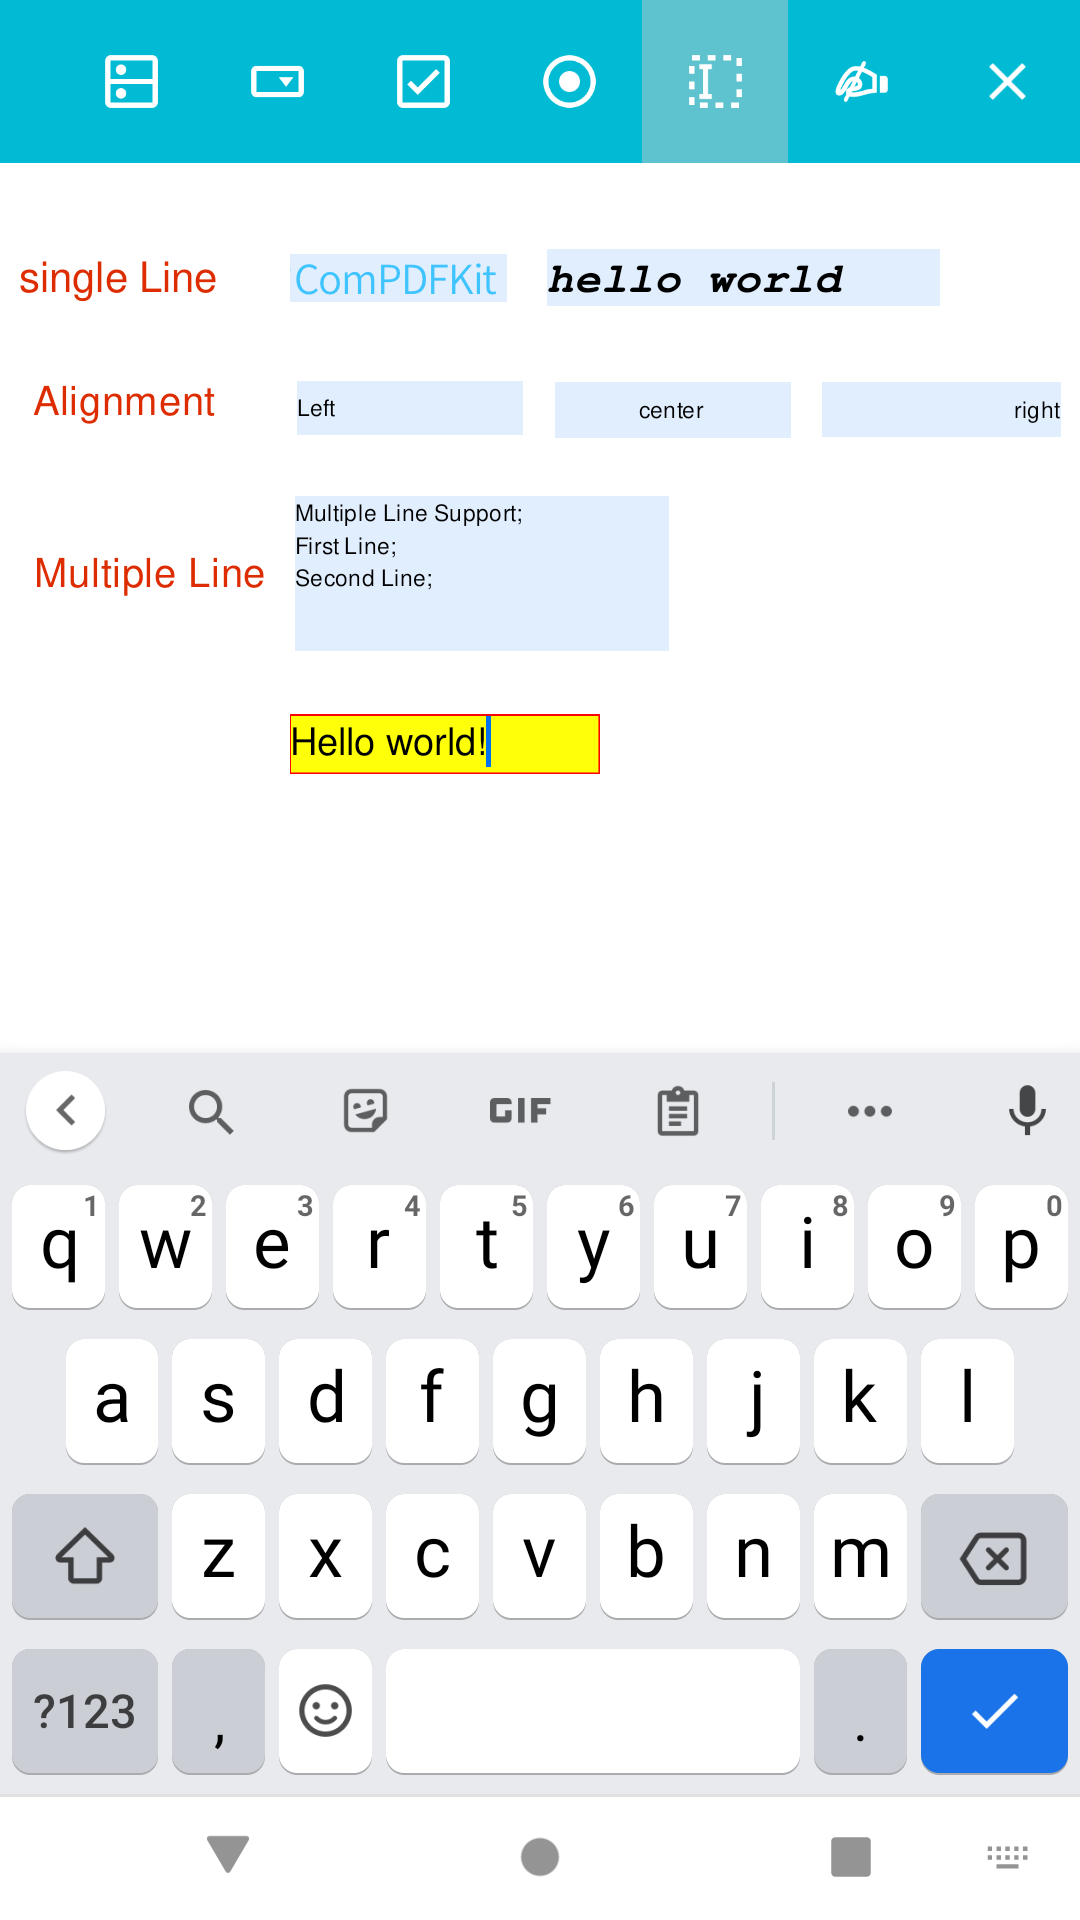 single Line ComPDFKit hello world
Alignment Left center right
Multiple Line Multiple Line Support;
First Line;
Second Line;
Hello world!
GIF
q 1 w 2 e 3 r 4 t 5 y 6 u 7 i 8 o 9 p 0
a s d f g h j k l
z x c v b n m
?123 , .